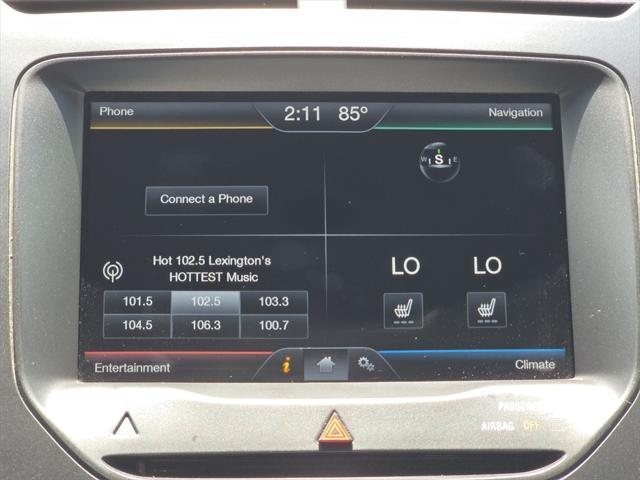 Phone
2:11 85°
Navigation
W S E
Connect a Phone
Hot 102.5 Lexington's
HOTTEST Music
101.5 102.5 103.3
104.5 106.3 100.7
LO LO
Entertainment
i
Climate
AIRBAG OFF